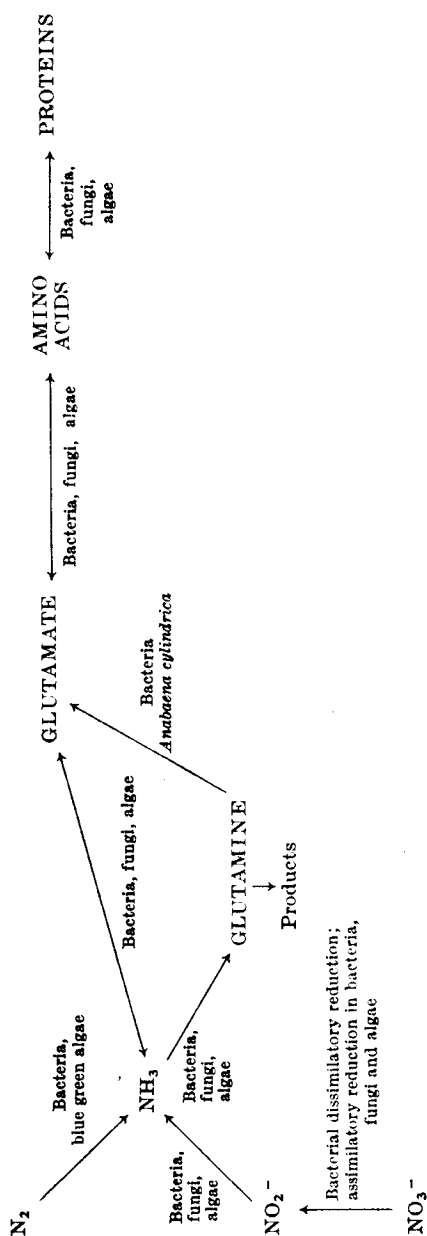 N₂
Bacteria,
blue green algae
NH₃
Bacteria,
fungi,
algae
NO₂⁻
Bacterial dissimilatory reduction;
assimilatory reduction in bacteria,
fungi and algae
NO₃⁻
Bacteria,
fungi,
algae
GLUTAMINE
Products
Bacteria, fungi, algae
Bacteria
Anabaena cylindrica
GLUTAMATE
Bacteria, fungi, algae
AMINO
ACIDS
Bacteria,
fungi,
algae
PROTEINS